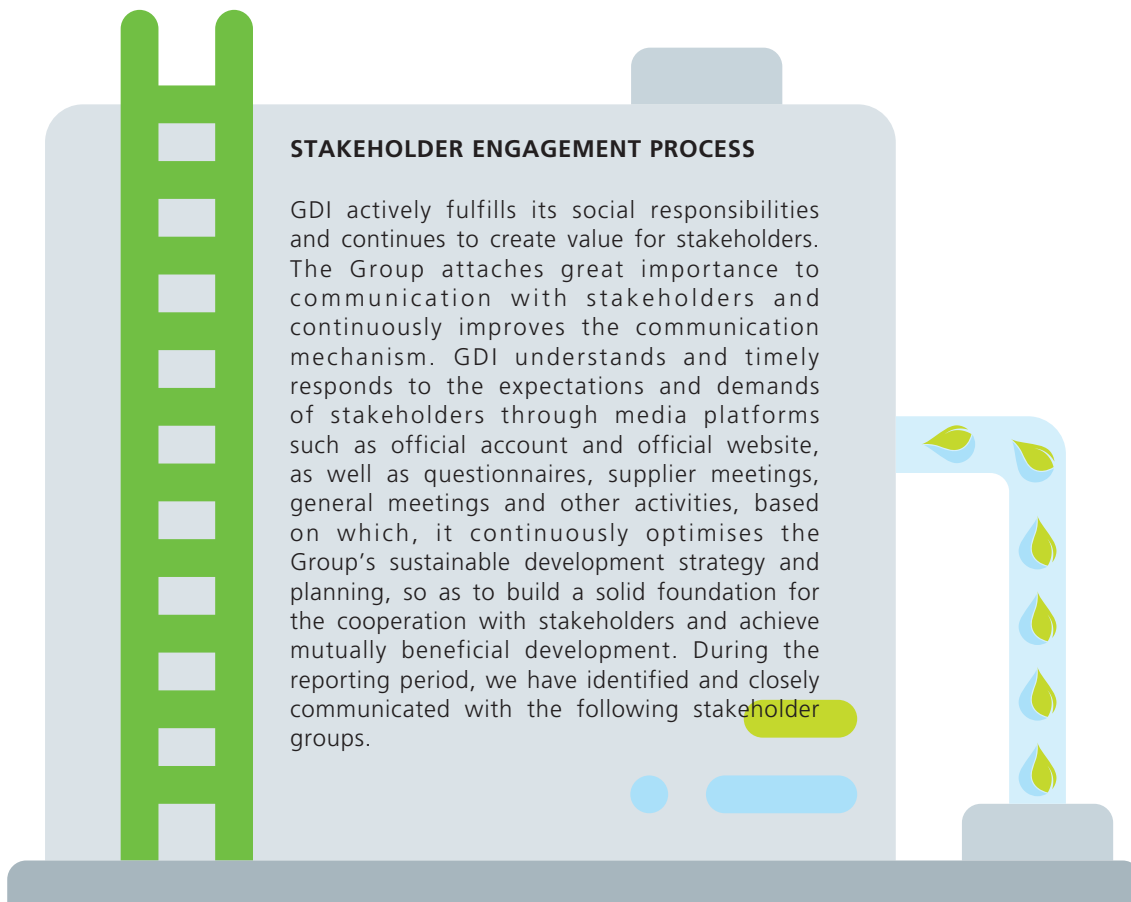 STAKEHOLDER ENGAGEMENT PROCESS
GDI actively fulfills its social responsibilities
and continues to create value for stakeholders.
The Group attaches great importance to
communication with stakeholders and
continuously improves the communication
mechanism. GDI understands and timely
responds to the expectations and demands
of stakeholders through media platforms
such as official account and official website,
as well as questionnaires, supplier meetings,
general meetings and other activities, based
on which, it continuously optimises the
Group's sustainable development strategy and
planning, so as to build a solid foundation for
the cooperation with stakeholders and achieve
mutually beneficial development. During the
reporting period, we have identified and closely
communicated with the following stakeholder
groups.